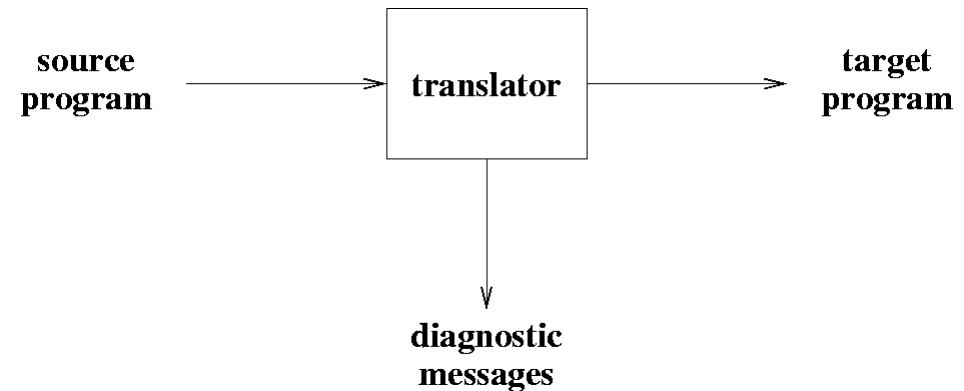 source
program
translator
target
program
diagnostic
messages